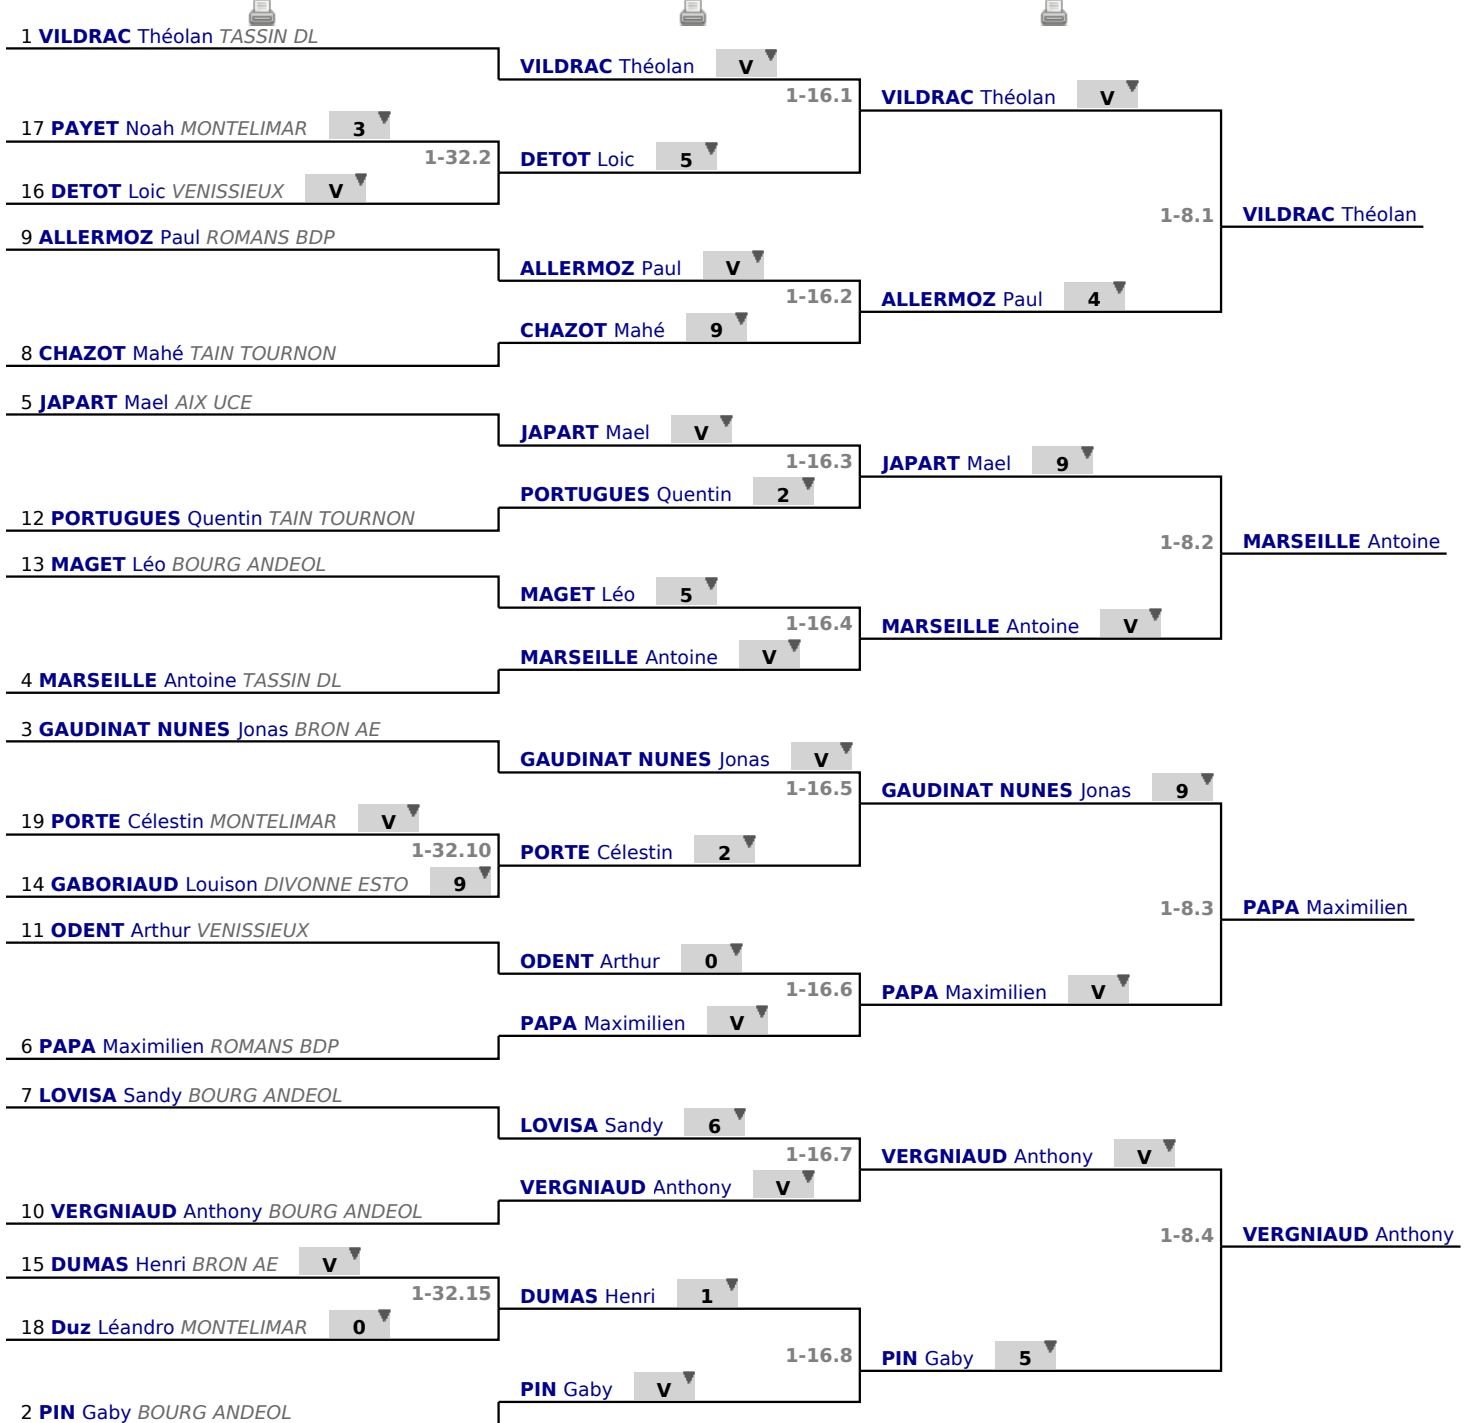 1 VILDRAC Théolan TASSIN DL
17 PAYET Noah MONTELIMAR 3
1-32.2
16 DETOT Loic VENISSIEUX V
9 ALLERMOZ Paul ROMANS BDP
8 CHAZOT Mahé TAIN TOURNON
5 JAPART Mael AIX UCE
12 PORTUGUES Quentin TAIN TOURNON
13 MAGET Léo BOURG ANDEOL
4 MARSEILLE Antoine TASSIN DL
3 GAUDINAT NUNES Jonas BRON AE
19 PORTE Célestin MONTELIMAR V
1-32.10
14 GABORIAUD Louison DIVONNE ESTO 9
11 ODENT Arthur VENISSIEUX
6 PAPA Maximilien ROMANS BDP
7 LOVISA Sandy BOURG ANDEOL
10 VERGNIAUD Anthony BOURG ANDEOL
15 DUMAS Henri BRON AE V
1-32.15
18 Duz Léandro MONTELIMAR 0
2 PIN Gaby BOURG ANDEOL
VILDRAC Théolan V
1-16.1
DETOT Loic 5
ALLERMOZ Paul V
1-16.2
CHAZOT Mahé 9
JAPART Mael V
1-16.3
PORTUGUES Quentin 2
MAGET Léo 5
1-16.4
MARSEILLE Antoine V
GAUDINAT NUNES Jonas V
1-16.5
PORTE Célestin 2
ODENT Arthur 0
1-16.6
PAPA Maximilien V
LOVISA Sandy 6
1-16.7
VERGNIAUD Anthony V
DUMAS Henri 1
1-16.8
PIN Gaby V
VILDRAC Théolan V
1-8.1
ALLERMOZ Paul 4
JAPART Mael 9
1-8.2
MARSEILLE Antoine V
GAUDINAT NUNES Jonas 9
1-8.3
PAPA Maximilien V
VERGNIAUD Anthony V
1-8.4
PIN Gaby 5
VILDRAC Théolan
MARSEILLE Antoine
PAPA Maximilien
VERGNIAUD Anthony